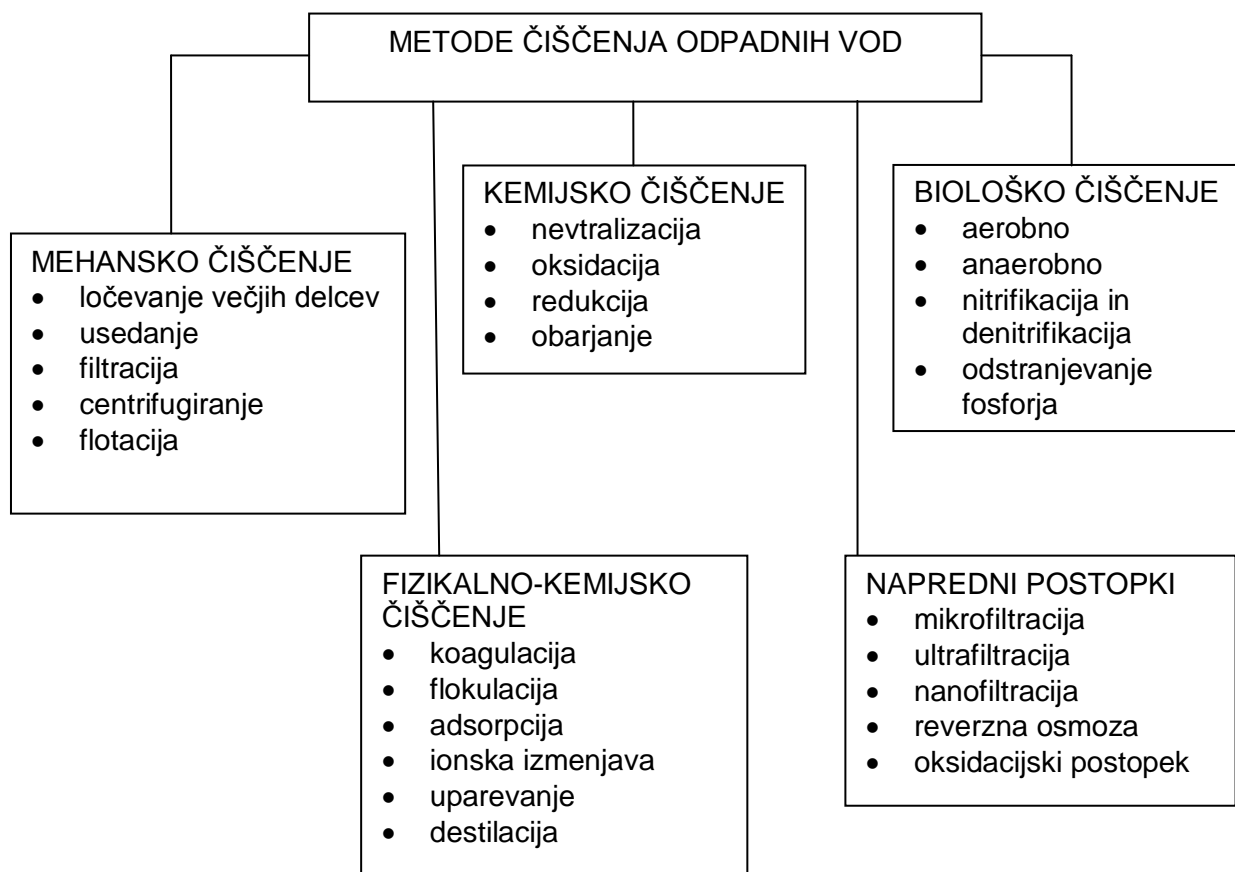 METODE ČIŠČENJA ODPADNIH VOD
MEHANSKO ČIŠČENJE
• ločevanje večjih delcev
• usedanje
• filtracija
• centrifugiranje
• flotacija
KEMIJSKO ČIŠČENJE
• nevtralizacija
• oksidacija
• redukcija
• obarjanje
BIOLOŠKO ČIŠČENJE
• aerobno
• anaerobno
• nitrifikacija in
denitrifikacija
• odstranjevanje
fosforja
FIZIKALNO-KEMIJSKO
ČIŠČENJE
• koagulacija
• flokulacija
• adsorpcija
• ionska izmenjava
• uparevanje
• destilacija
NAPREDNI POSTOPKI
• mikrofiltracija
• ultrafiltracija
• nanofiltracija
• reverzna osmoza
• oksidacijski postopek